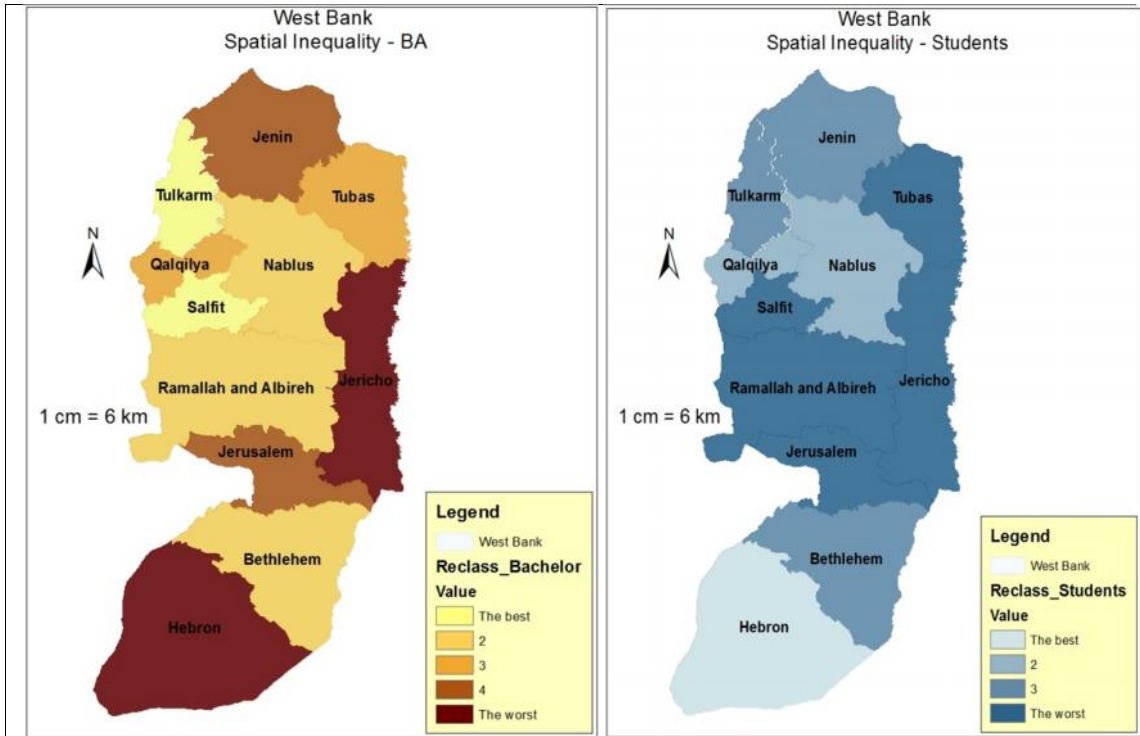 West Bank
Spatial Inequality - BA
Jenin
Tulkarm
Tubas
N
Qalqilya
Nablus
Salfit
Ramallah and Albireh
Jericho
1 cm = 6 km
Jerusalem
Bethlehem
Hebron
Legend
West Bank
Reclass_Bachelor
Value
The best
2
3
4
The worst
West Bank
Spatial Inequality - Students
Jenin
Tulkarm
Tubas
N
Qalqilya
Nablus
Salfit
Ramallah and Albireh
Jericho
1 cm = 6 km
Jerusalem
Bethlehem
Hebron
Legend
West Bank
Reclass_Students
Value
The best
2
3
The worst